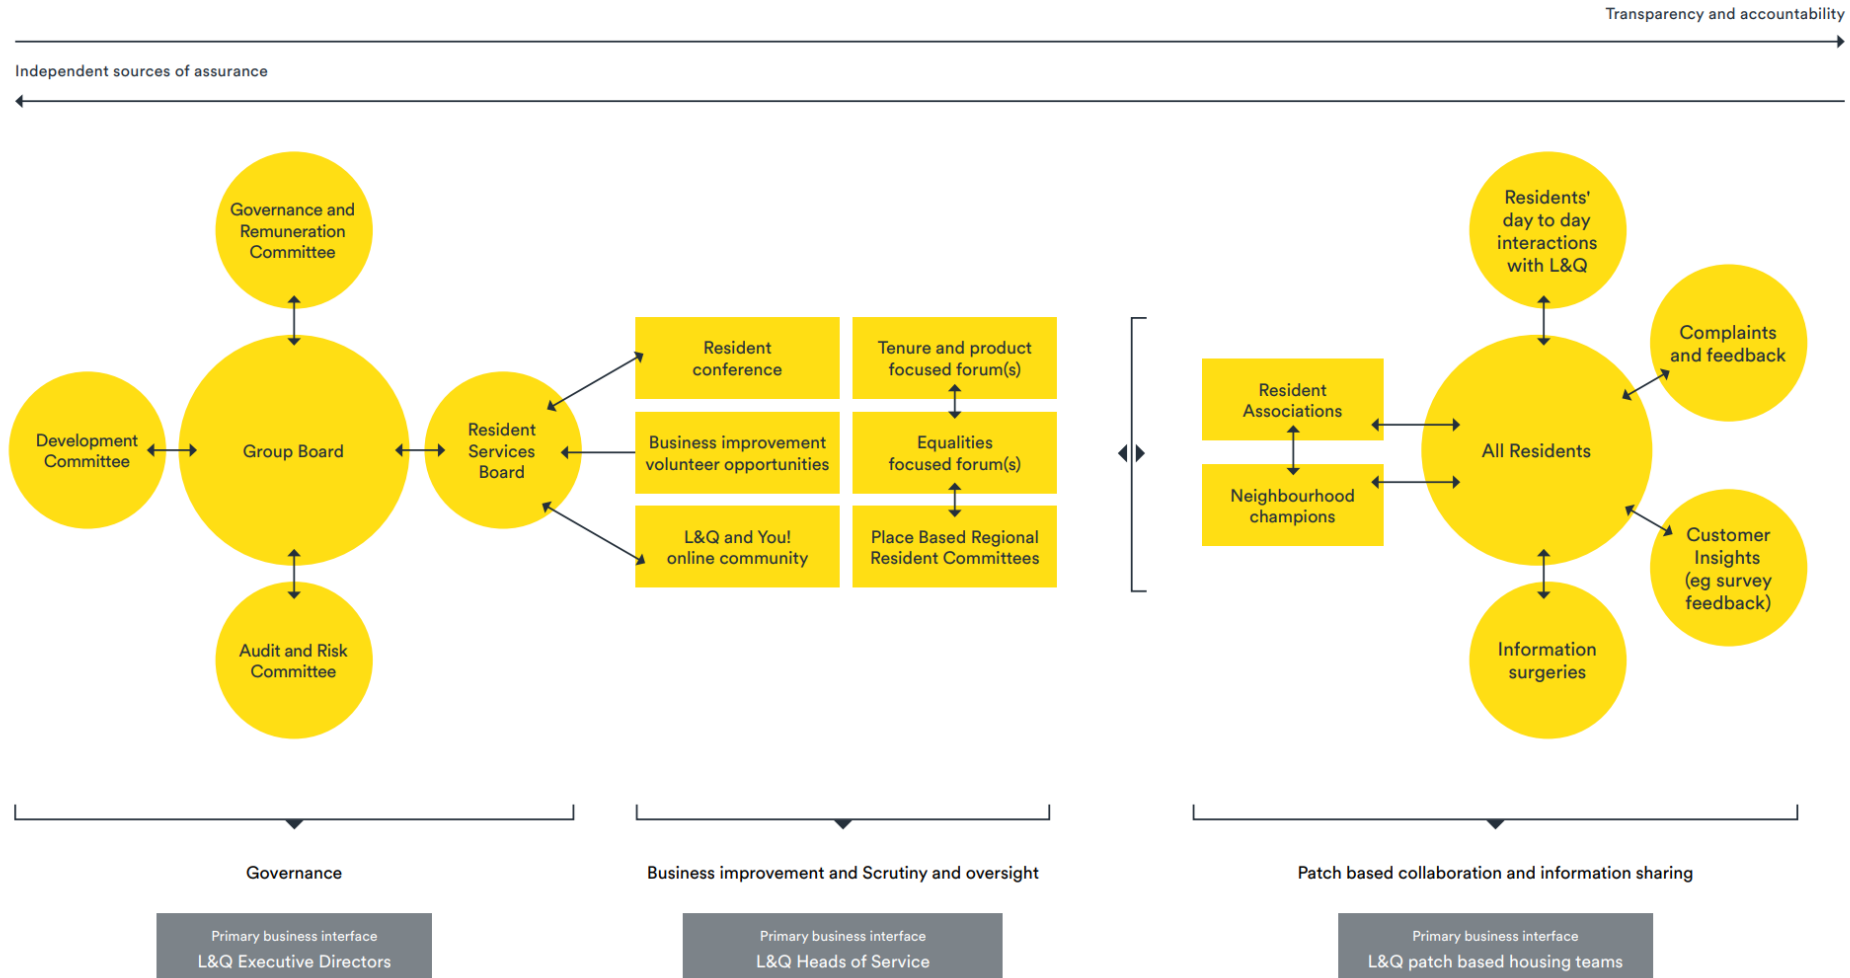 Transparency and accountability
Independent sources of assurance
Governance and
Remuneration
Committee
Development
Committee
Group Board
Resident
Services
Board
Audit and Risk
Committee
Resident
conference
Tenure and product
focused forum(s)
Business improvement
volunteer opportunities
Equalities
focused forum(s)
L&Q and You!
online community
Place Based Regional
Resident Committees
Residents'
day to day
interactions
with L&Q
Complaints
and feedback
Resident
Associations
All Residents
Neighbourhood
champions
Customer
Insights
(eg survey
feedback)
Information
surgeries
Governance
Business improvement and Scrutiny and oversight
Patch based collaboration and information sharing
Primary business interface
L&Q Executive Directors
Primary business interface
L&Q Heads of Service
Primary business interface
L&Q patch based housing teams